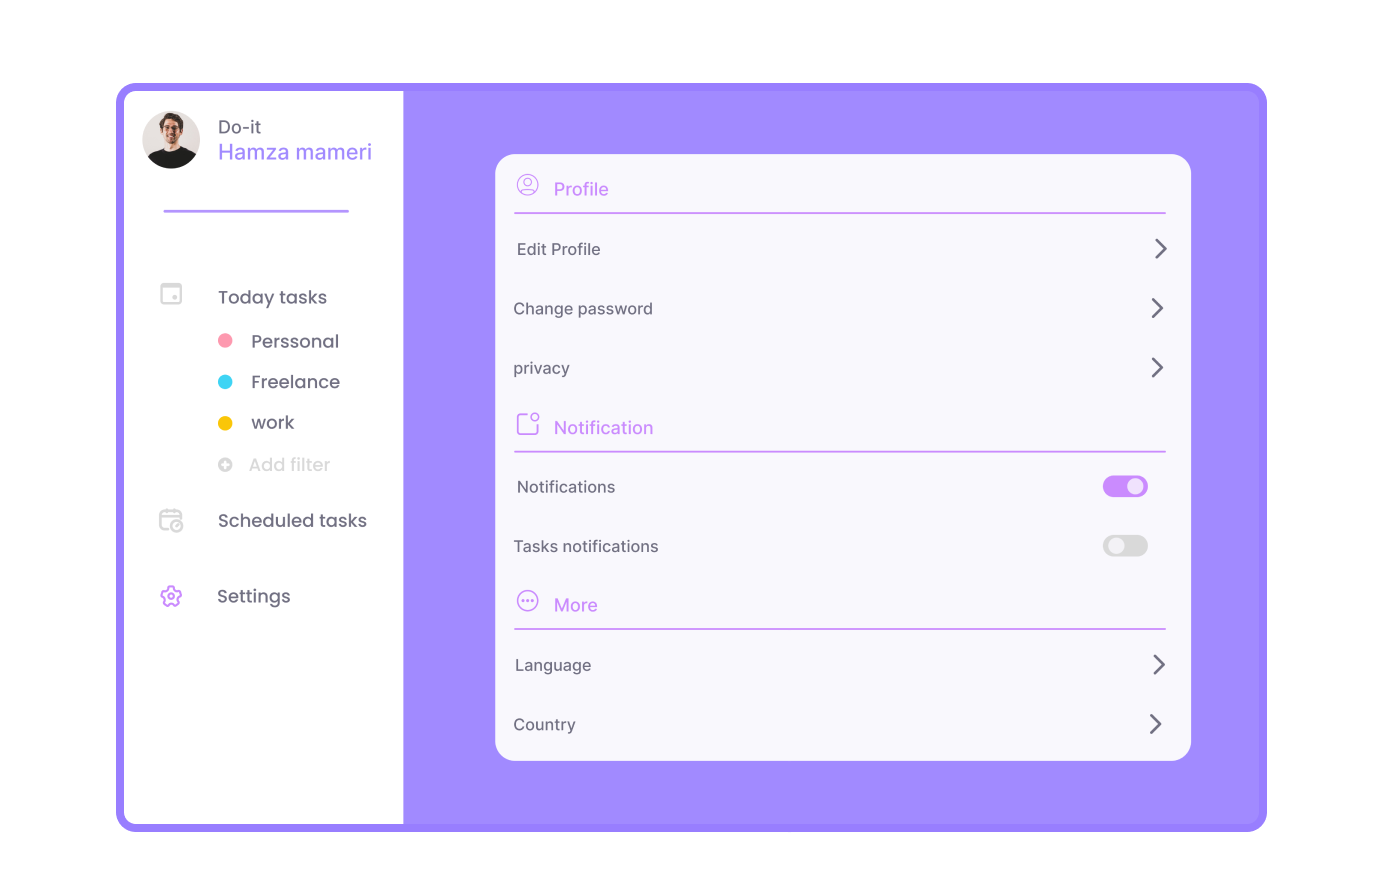 Do-it
Hamza mameri
Today tasks
Perssonal
Freelance
work
Add filter
Scheduled tasks
Settings
Profile
Edit Profile
Change password
privacy
Notification
Notifications
Tasks notifications
More
Language
Country